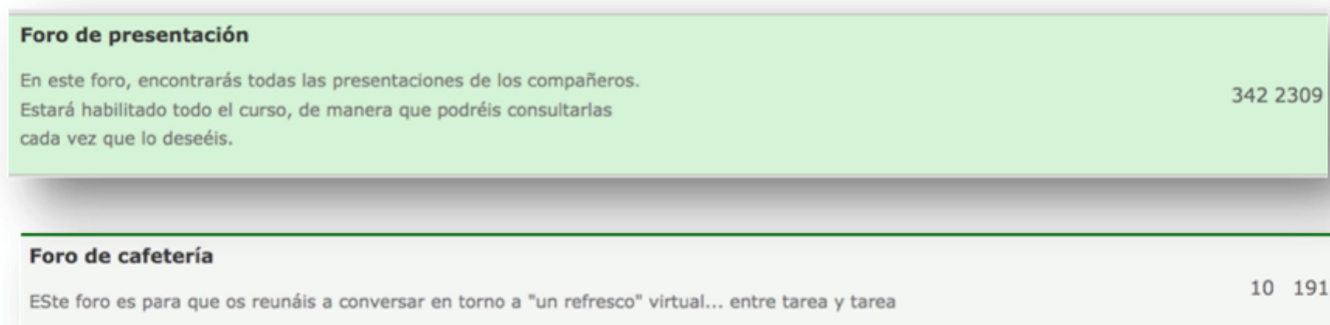 Foro de presentación
En este foro, encontrarás todas las presentaciones de los compañeros.
Estará habilitado todo el curso, de manera que podréis consultarlas
cada vez que lo deseéis.
342 2309
Foro de cafetería
ESte foro es para que os reunáis a conversar en torno a "un refresco" virtual... entre tarea y tarea
10 191